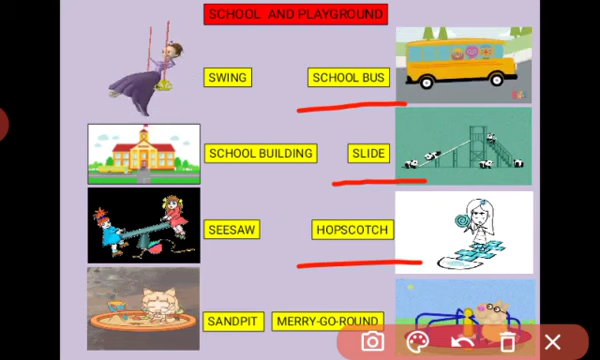 SCHOOL AND PLAYGROUND
SWING
SCHOOL BUS
SCHOOL BUILDING
SLIDE
SEESAW
HOPSCOTCH
SANDPIT
MERRY-GO-ROUND